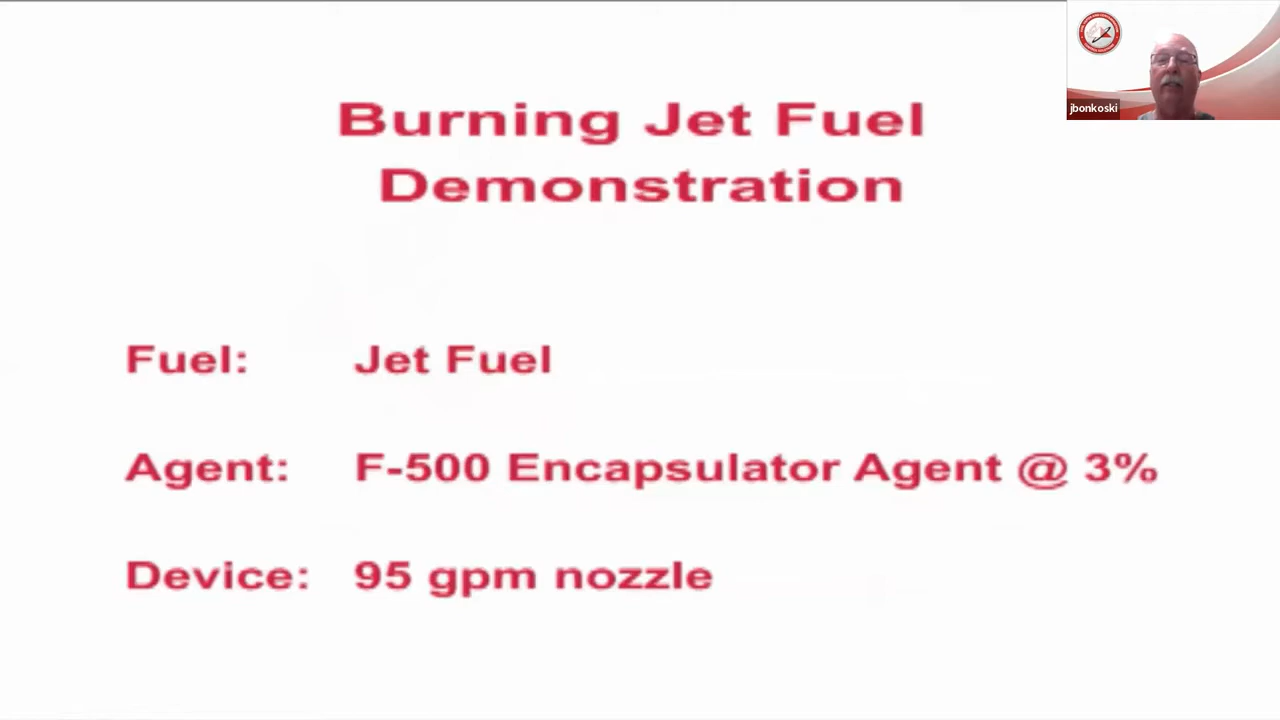 Burning Jet Fuel
Demonstration
jbonkoski
Fuel: Jet Fuel
Agent: F-500 Encapsulator Agent @ 3%
Device: 95 gpm nozzle